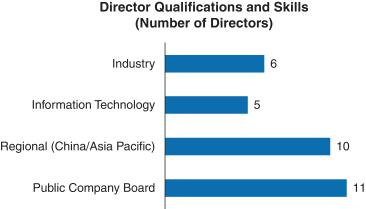 Director Qualifications and Skills
(Number of Directors)
Industry 6
Information Technology 5
Regional (China/Asia Pacific) 10
Public Company Board 11